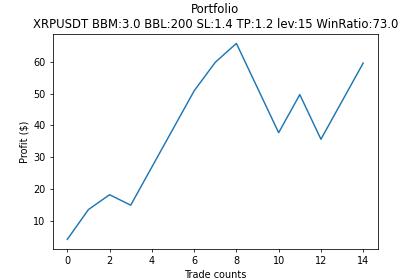 Portfolio
XRPUSDT BBM:3.0 BBL:200 SL:1.4 TP:1.2 lev:15 WinRatio:73.0
60
50
40
30
20
10
Profit ($)
0 2 4 6 8 10 12 14
Trade counts